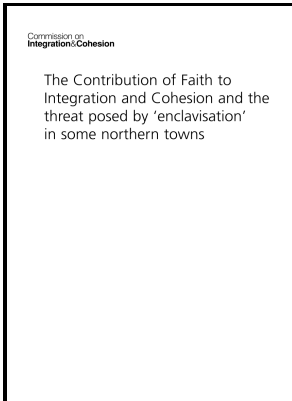 Commission on
Integration&Cohesion
The Contribution of Faith to
Integration and Cohesion and the
threat posed by ‘enclavisation’
in some northern towns